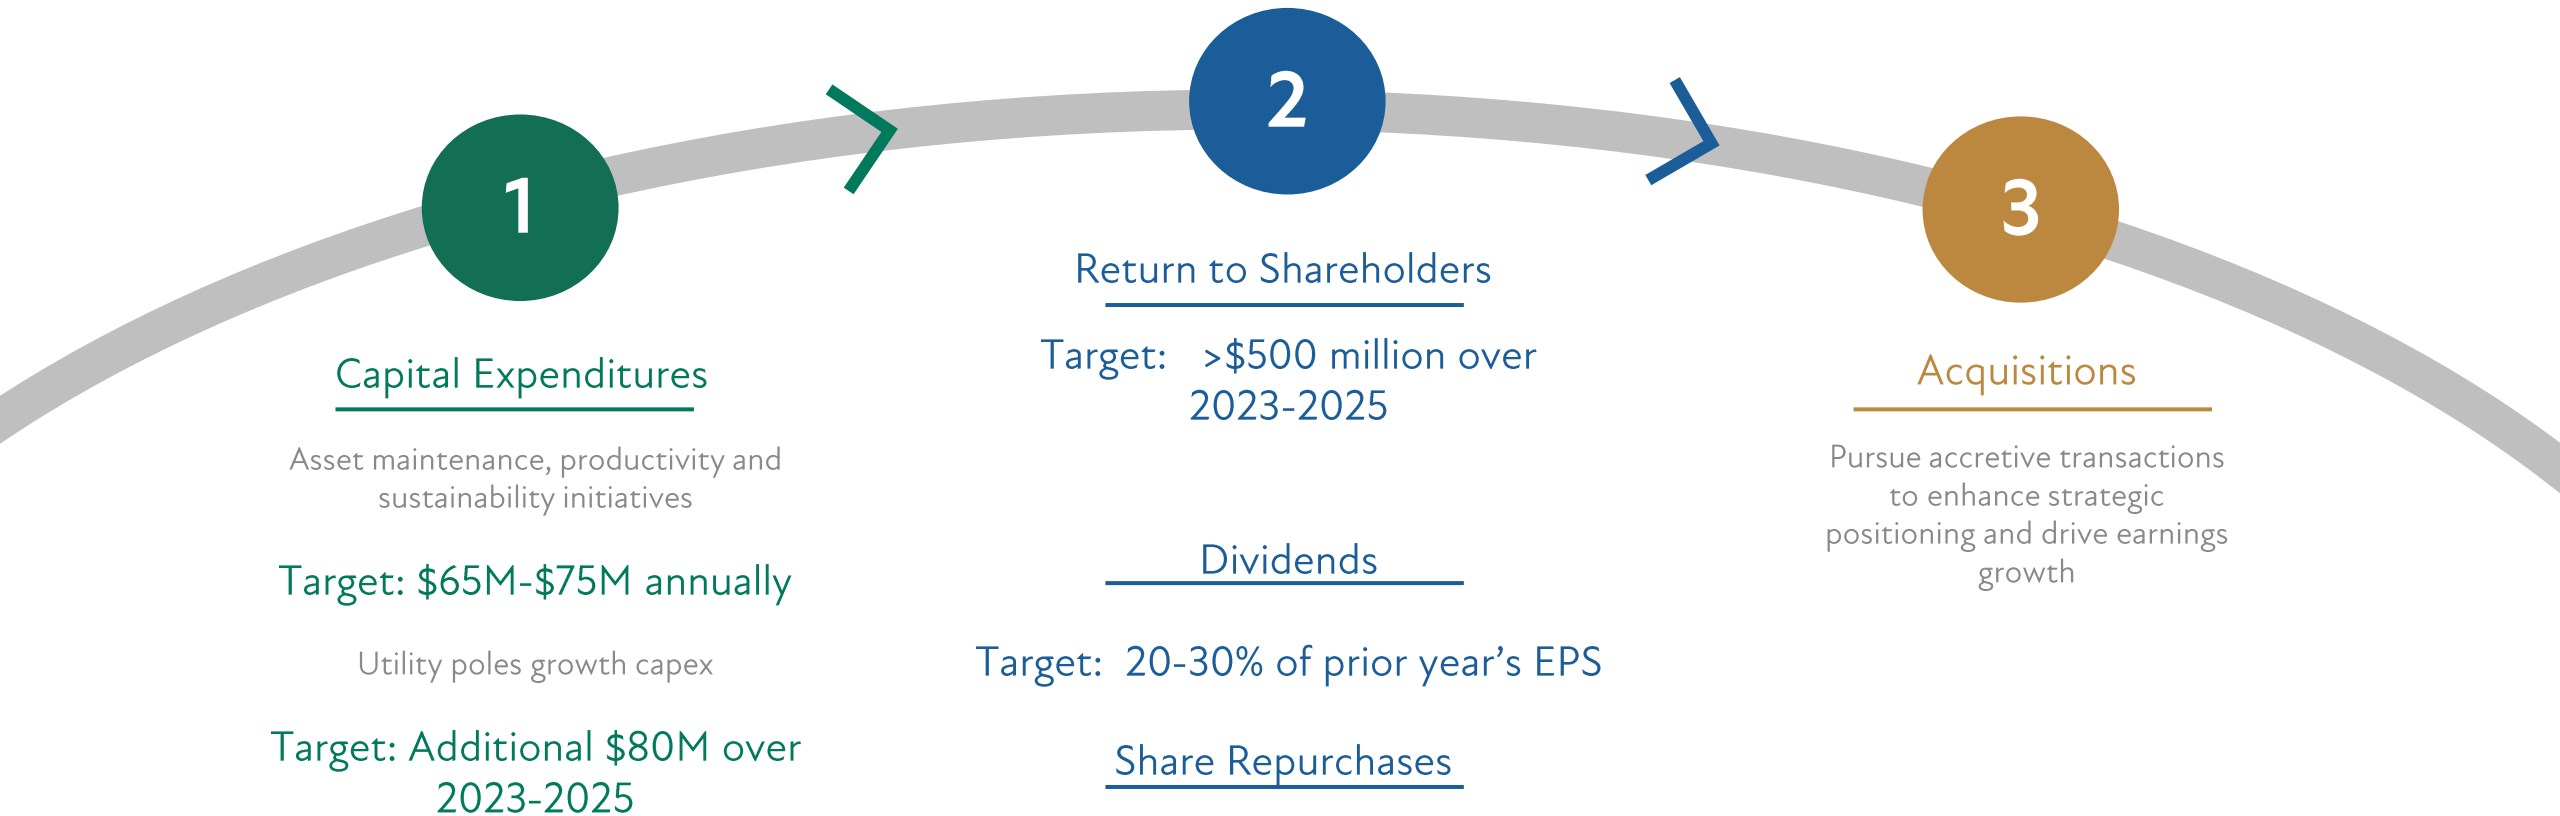 1
Capital Expenditures
Asset maintenance, productivity and
sustainability initiatives
Target: $65M-$75M annually
Utility poles growth capex
Target: Additional $80M over
2023-2025
2
Return to Shareholders
Target: >$500 million over
2023-2025
Dividends
Target: 20-30% of prior year’s EPS
Share Repurchases
3
Acquisitions
Pursue accretive transactions
to enhance strategic
positioning and drive earnings
growth